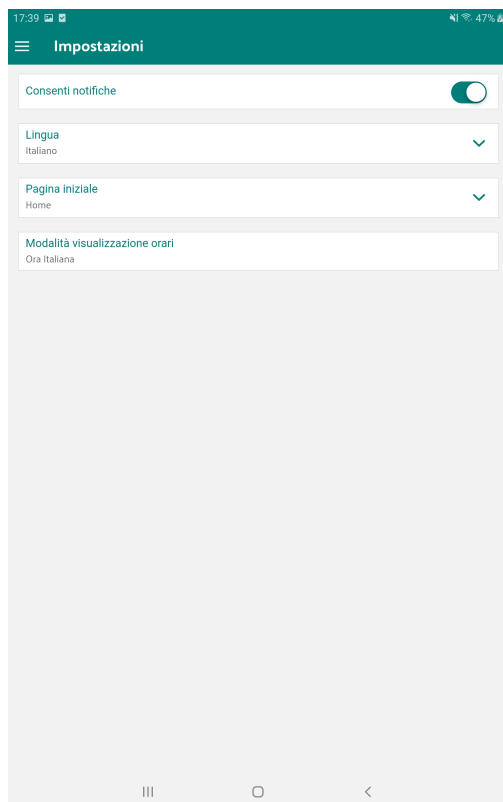 17:39 47%
Impostazioni
Consenti notifiche
Lingua
Italiano
Pagina iniziale
Home
Modalità visualizzazione orari
Ora Italiana